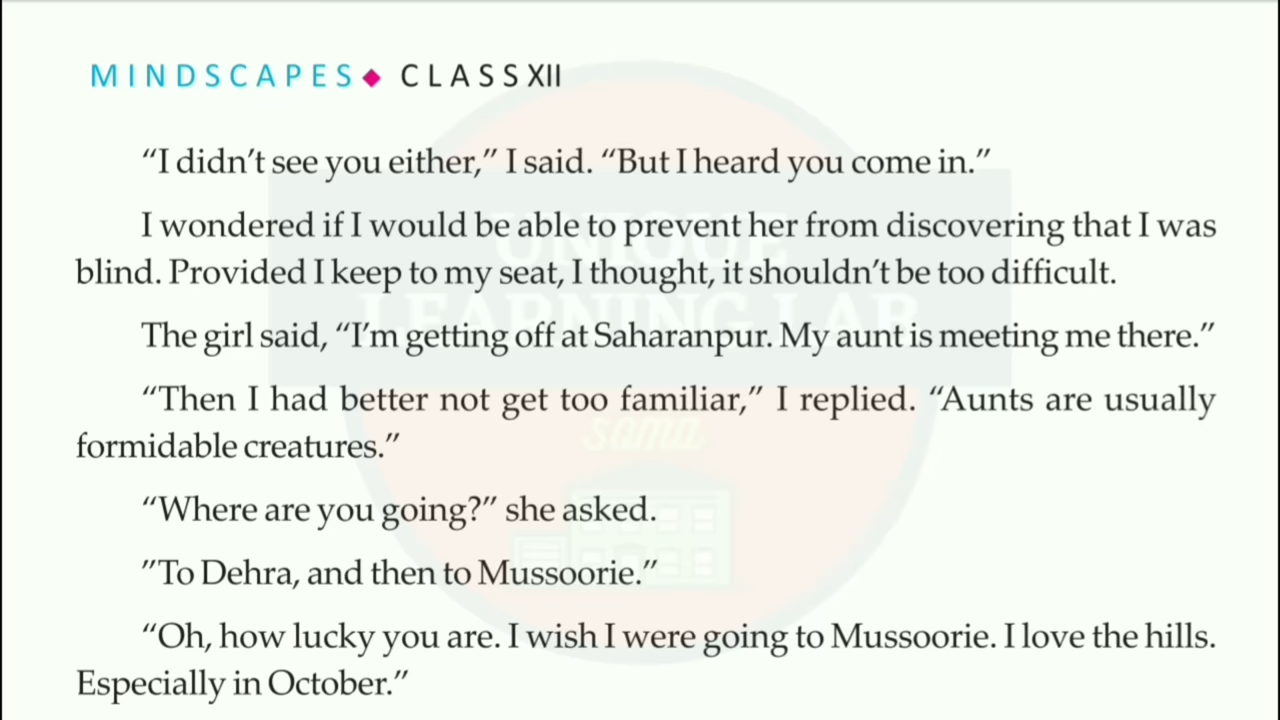 MINDSCAPES◆ CLASS XII
“I didn’t see you either,” I said. “But I heard you come in.”
I wondered if I would be able to prevent her from discovering that I was
blind. Provided I keep to my seat, I thought, it shouldn’t be too difficult.
The girl said, “I’m getting off at Saharanpur. My aunt is meeting me there.”
“Then I had better not get too familiar,” I replied. “Aunts are usually
formidable creatures.”
“Where are you going?” she asked.
”To Dehra, and then to Mussoorie.”
“Oh, how lucky you are. I wish I were going to Mussoorie. I love the hills.
Especially in October.”
UNIQUE
LEARNING LAB
sama